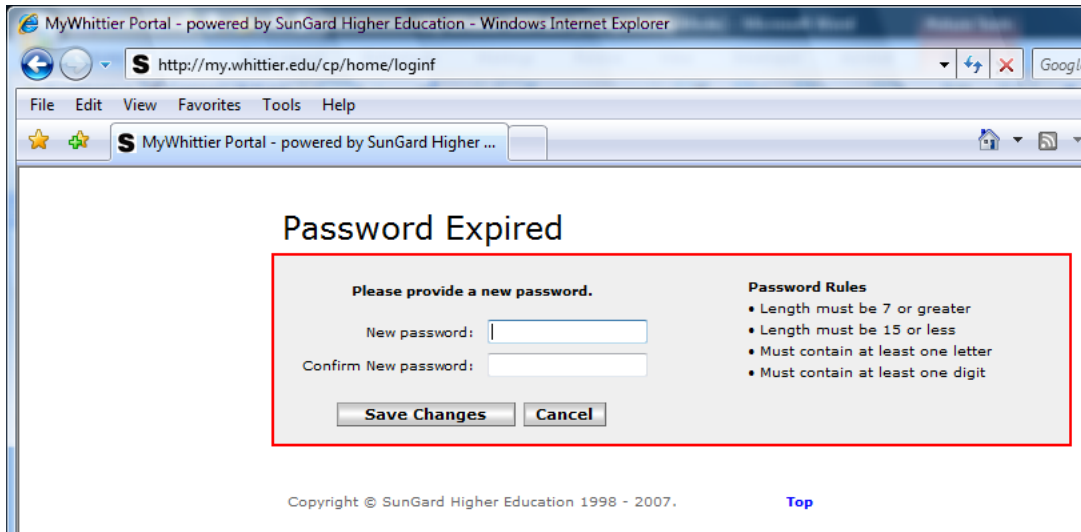 MyWhittier Portal - powered by SunGard Higher Education - Windows Internet Explorer
S http://my.whittier.edu/cp/home/loginf
File Edit View Favorites Tools Help
S MyWhittier Portal - powered by SunGard Higher ...
Password Expired
Please provide a new password.
New password:
Confirm New password:
Save Changes Cancel
Password Rules
• Length must be 7 or greater
• Length must be 15 or less
• Must contain at least one letter
• Must contain at least one digit
Copyright © SunGard Higher Education 1998 - 2007. Top